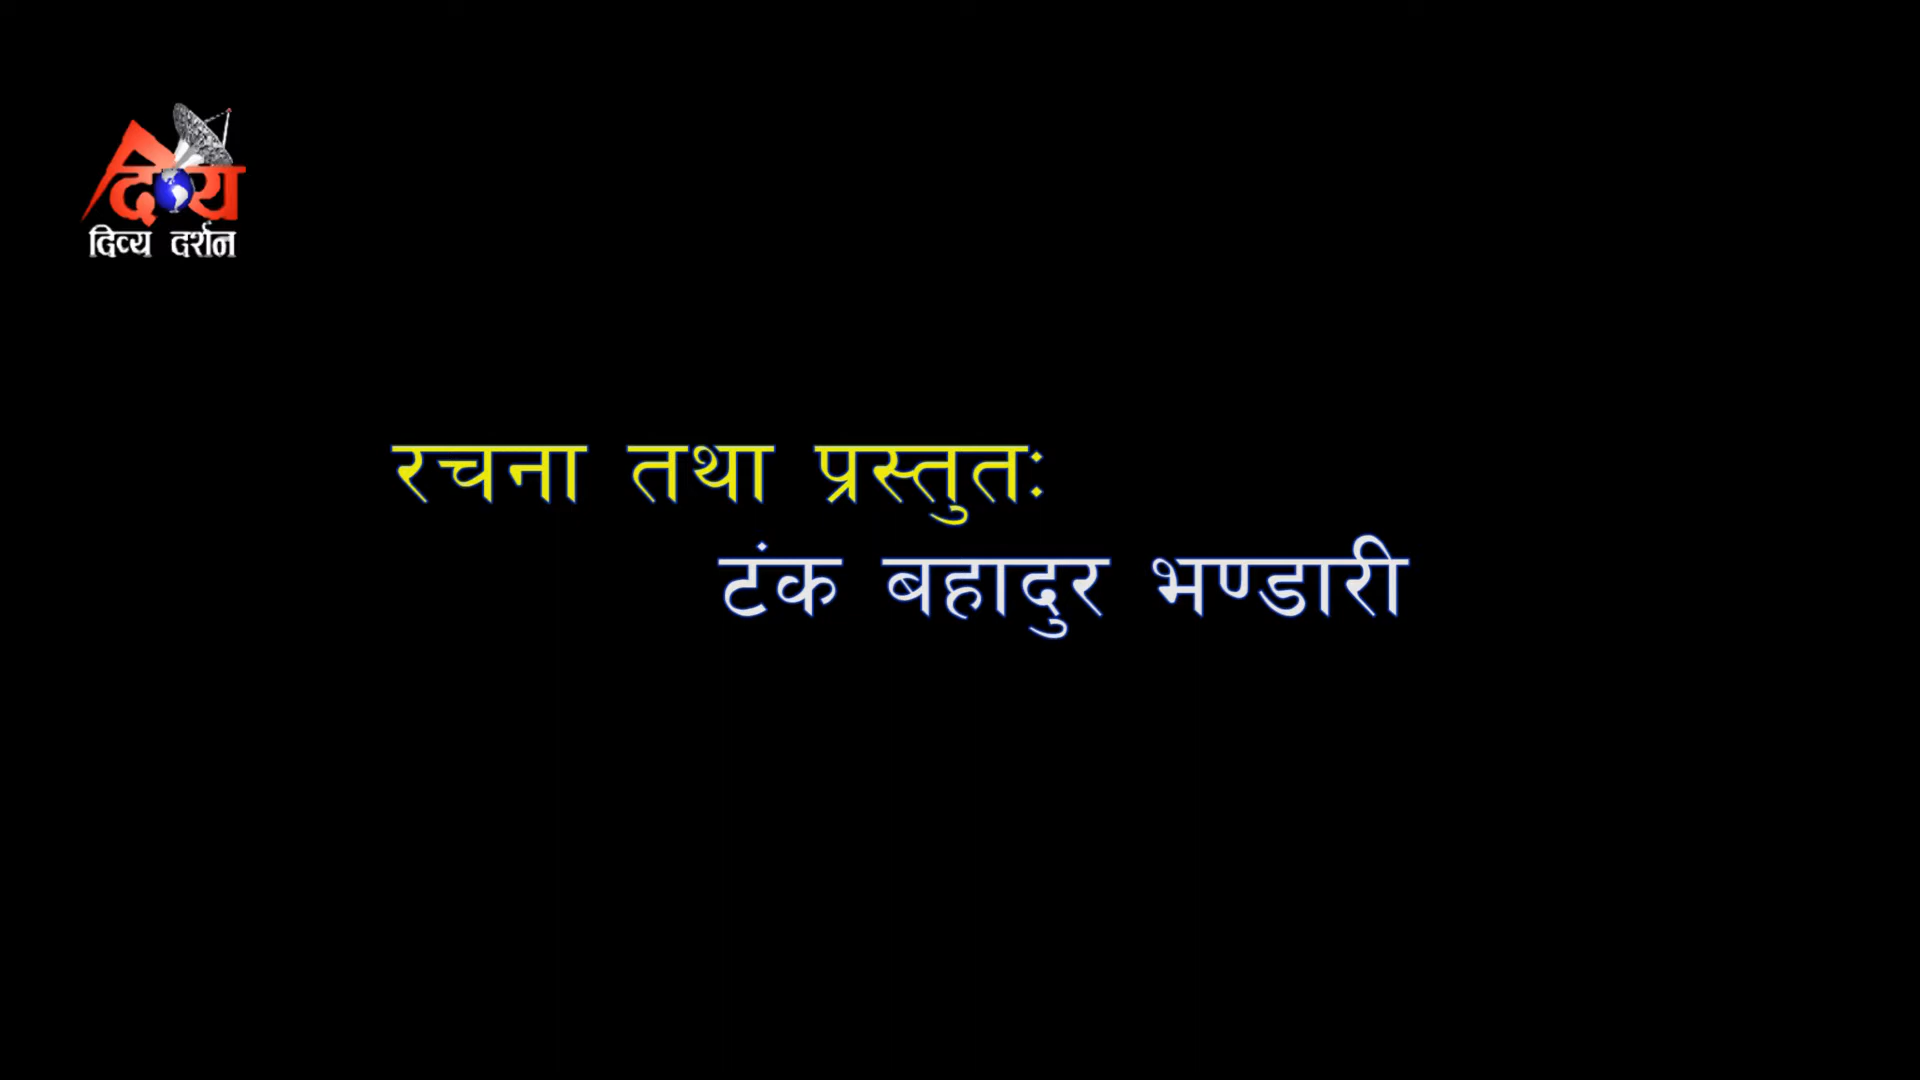 दिव्य
दिव्य दर्शन
रचना तथा प्रस्तुतः
टंक बहादुर भण्डारी